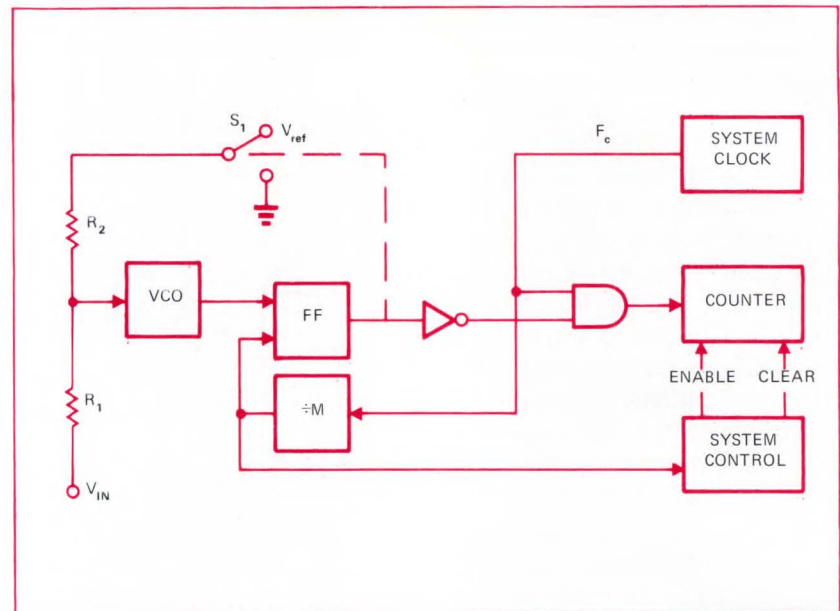 S1
Vref
Fc
SYSTEM
CLOCK
R2
VCO
FF
COUNTER
R1
÷M
ENABLE
CLEAR
SYSTEM
CONTROL
VIN